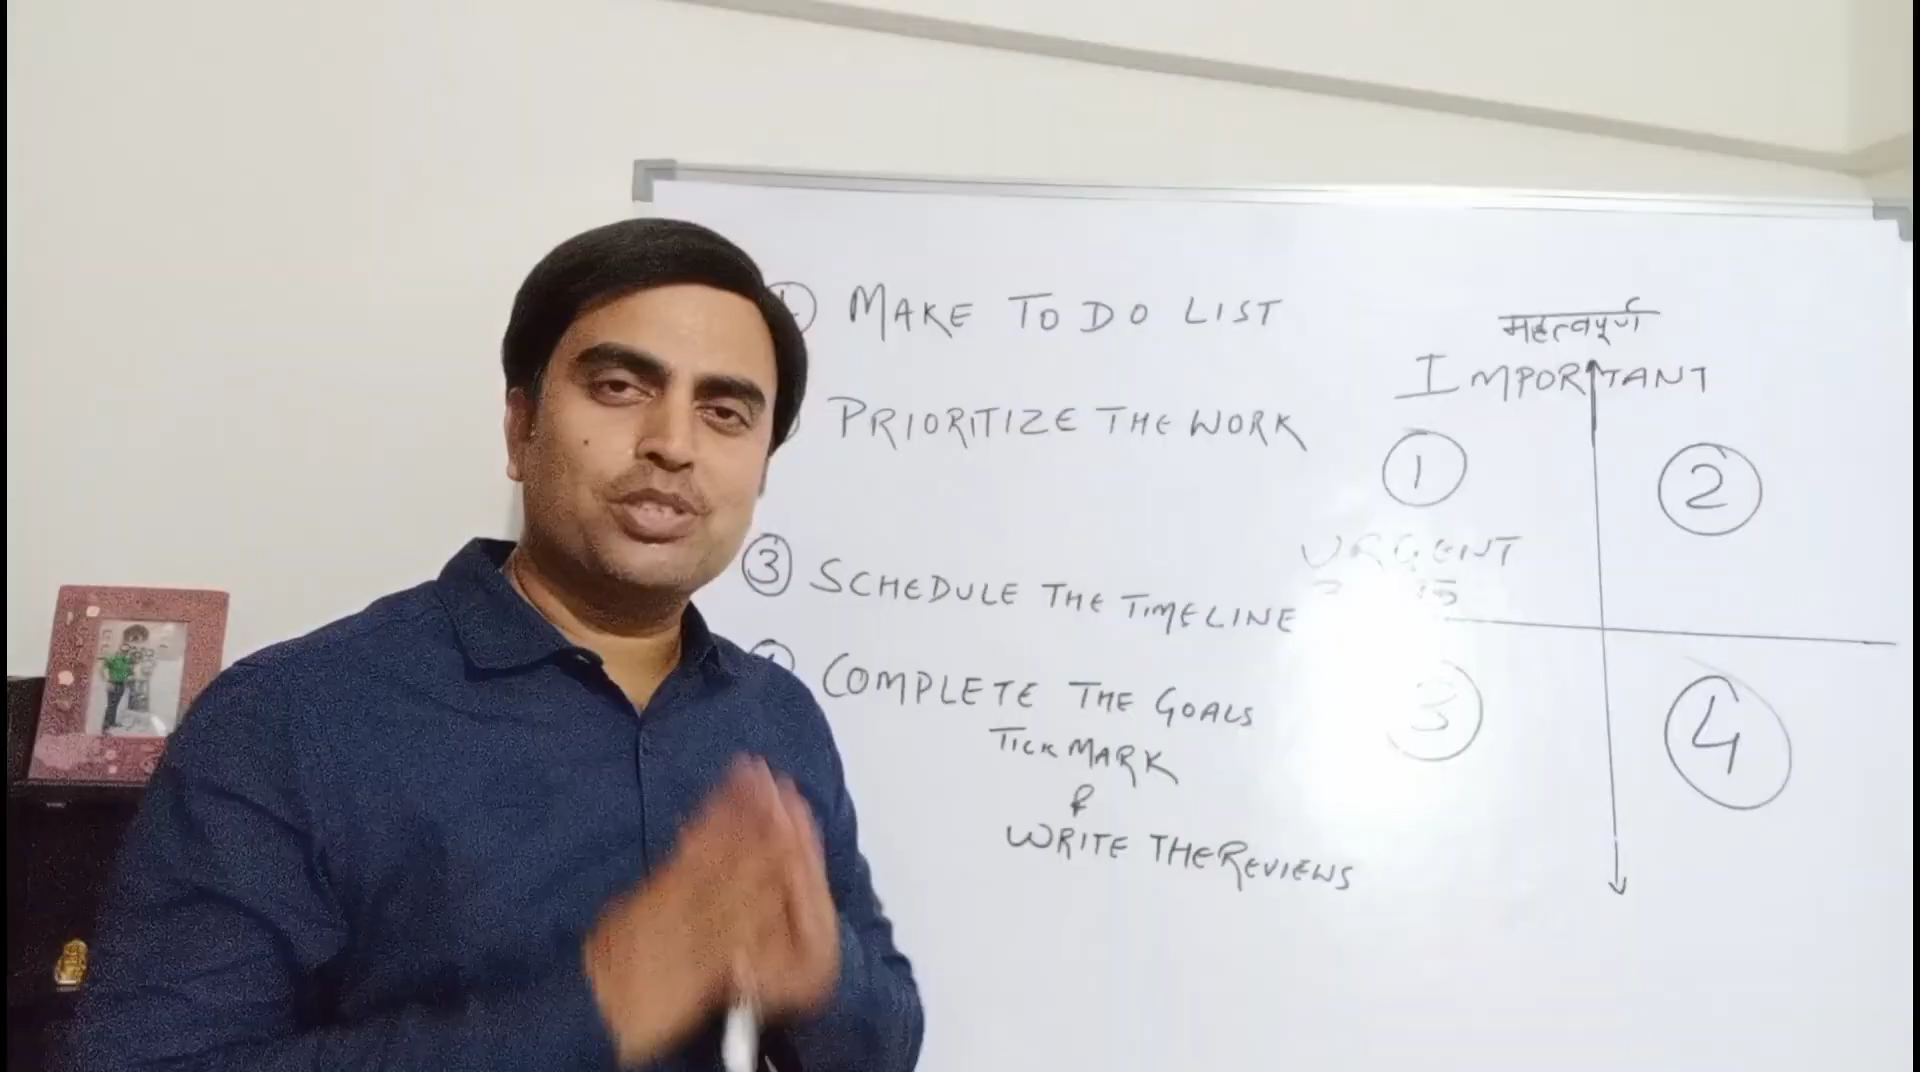 MAKE TO DO LIST
PRIORITIZE THE WORK
③ SCHEDULE THE TIMELINE
COMPLETE THE GOALS
TICK MARK
&
WRITE THE REVIEWS
महत्वपूर्ण
IMPORTANT
① ②
URGENT
③ ④